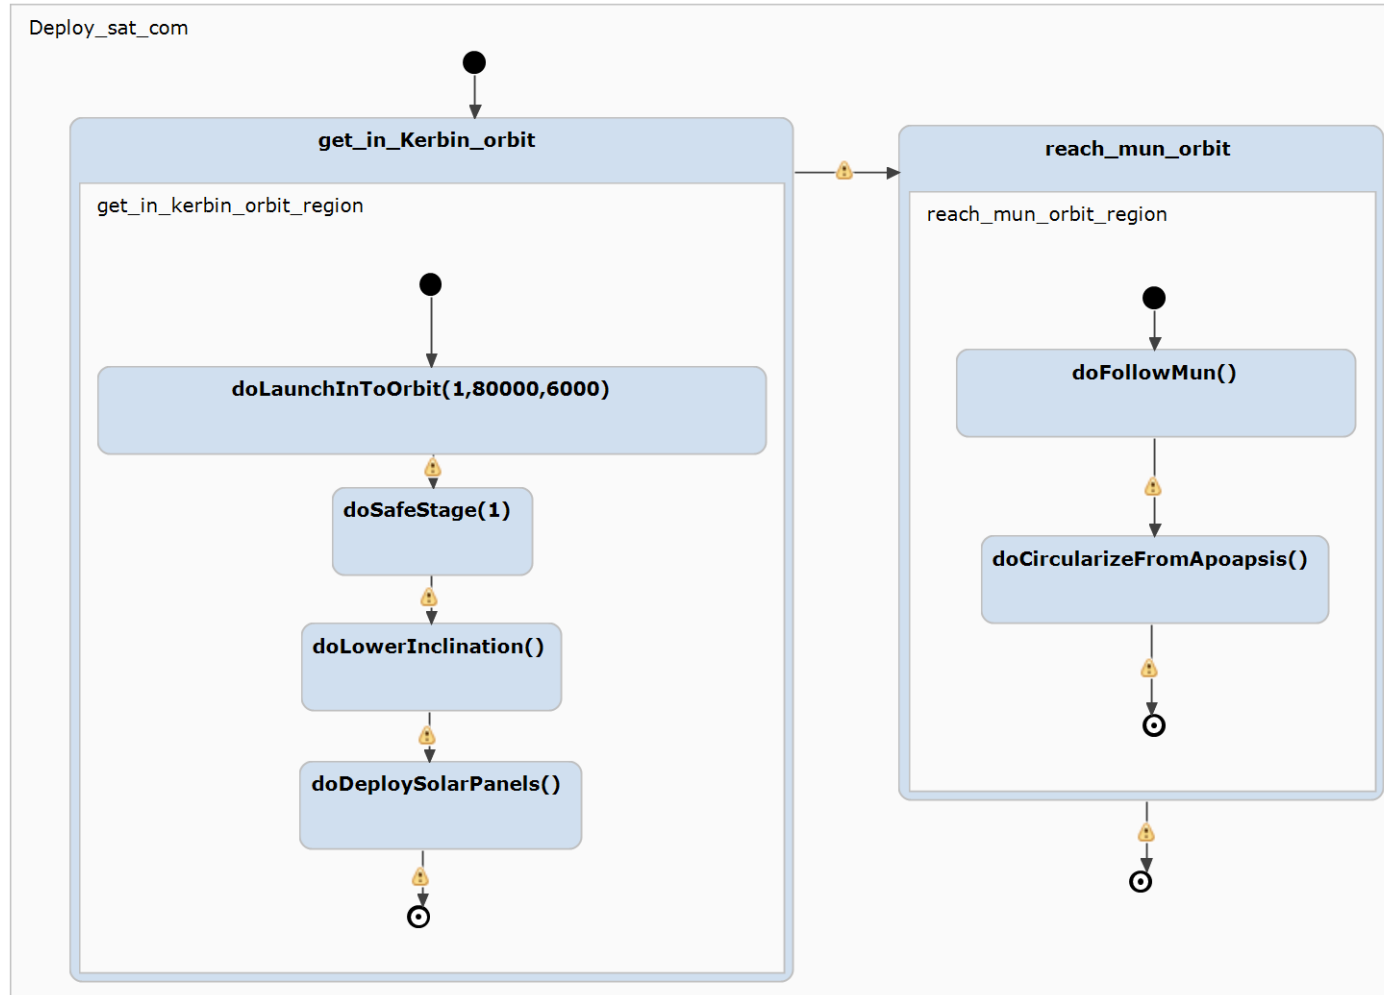 Deploy_sat_com
get_in_Kerbin_orbit
get_in_kerbin_orbit_region
doLaunchInToOrbit(1,80000,6000)
doSafeStage(1)
doLowerInclination()
doDeploySolarPanels()
reach_mun_orbit
reach_mun_orbit_region
doFollowMun()
doCircularizeFromApoapsis()